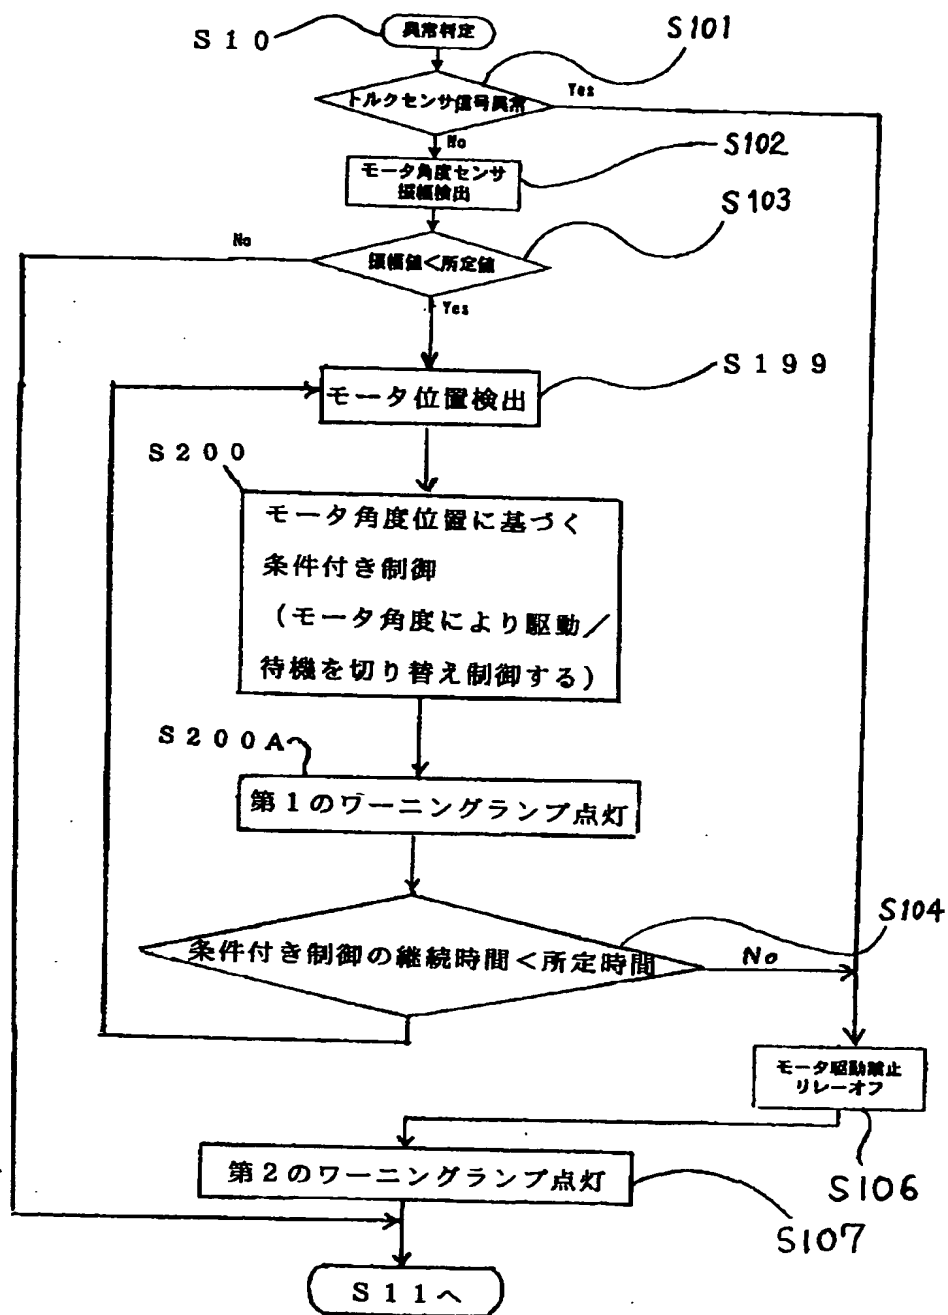 S10
異常判定
S101
トルクセンサ信号異常
Yes
No
S102
モータ角度センサ
振幅検出
S103
振幅値<所定値
No
Yes
S199
モータ位置検出
S200
モータ角度位置に基づく
条件付き制御
(モータ角度により駆動/
待機を切り替え制御する)
S200A
第1のワーニングランプ点灯
S104
条件付き制御の継続時間<所定時間
No
モータ駆動禁止
リレーオフ
S106
第2のワーニングランプ点灯
S107
S11へ